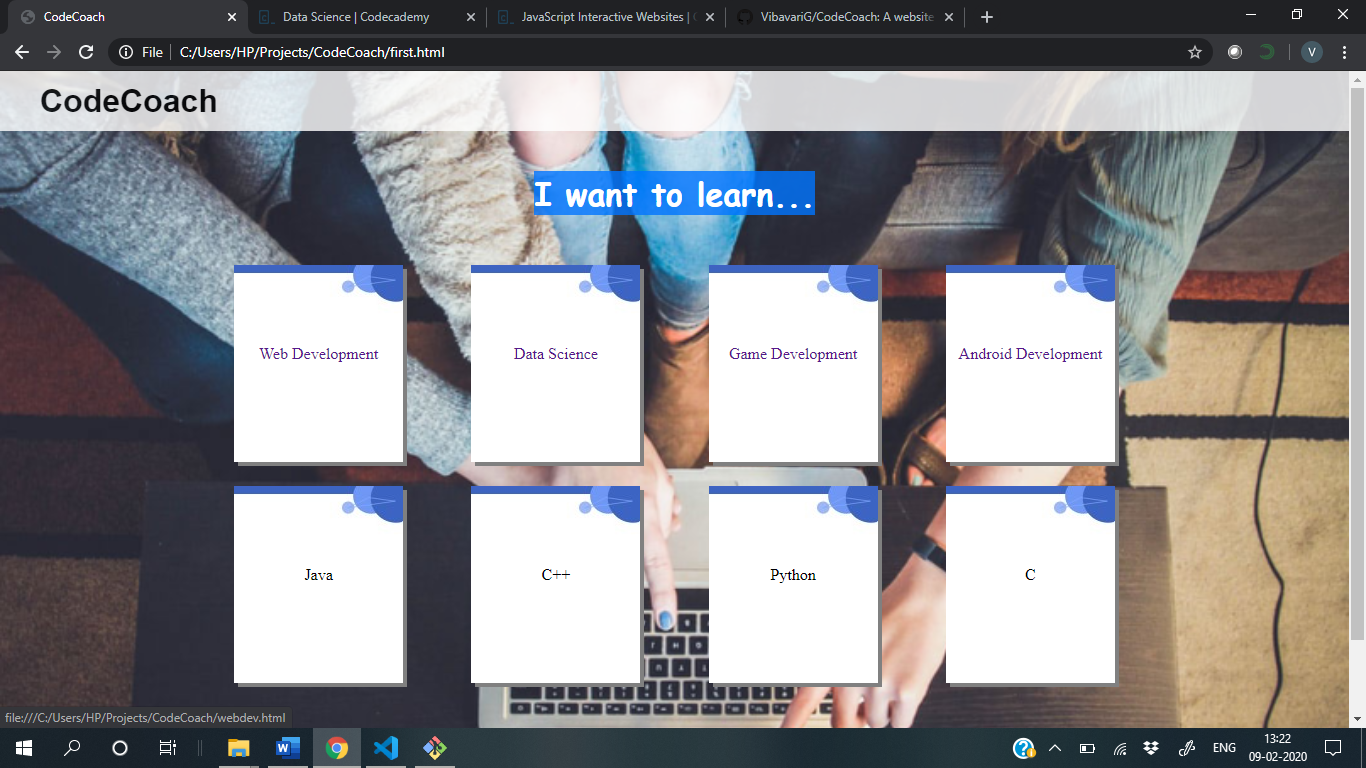 CodeCoach
Data Science | Codecademy
JavaScript Interactive Websites |
VibavariG/CodeCoach: A website
File
C:/Users/HP/Projects/CodeCoach/first.html
V
CodeCoach
I want to learn...
Web Development
Data Science
Game Development
Android Development
Java
C++
Python
C
file:///C:/Users/HP/Projects/CodeCoach/webdev.html
ENG
13:22
09-02-2020